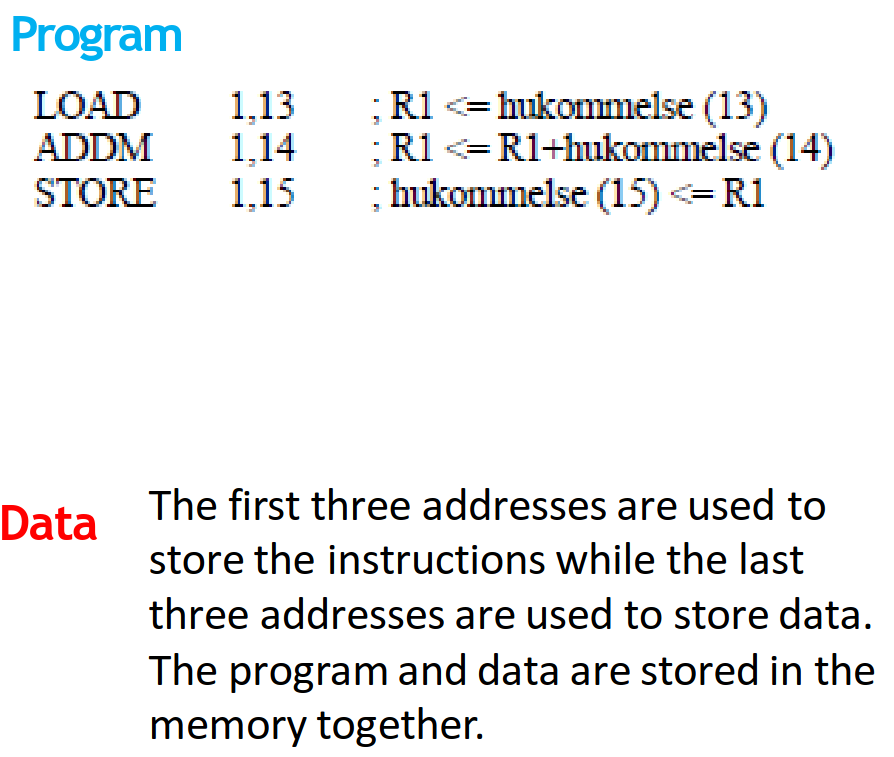 Program
LOAD 1,13 ; R1 <= hukommelse (13)
ADDM 1,14 ; R1 <= R1+hukommelse (14)
STORE 1,15 ; hukommelse (15) <= R1
Data
The first three addresses are used to
store the instructions while the last
three addresses are used to store data.
The program and data are stored in the
memory together.